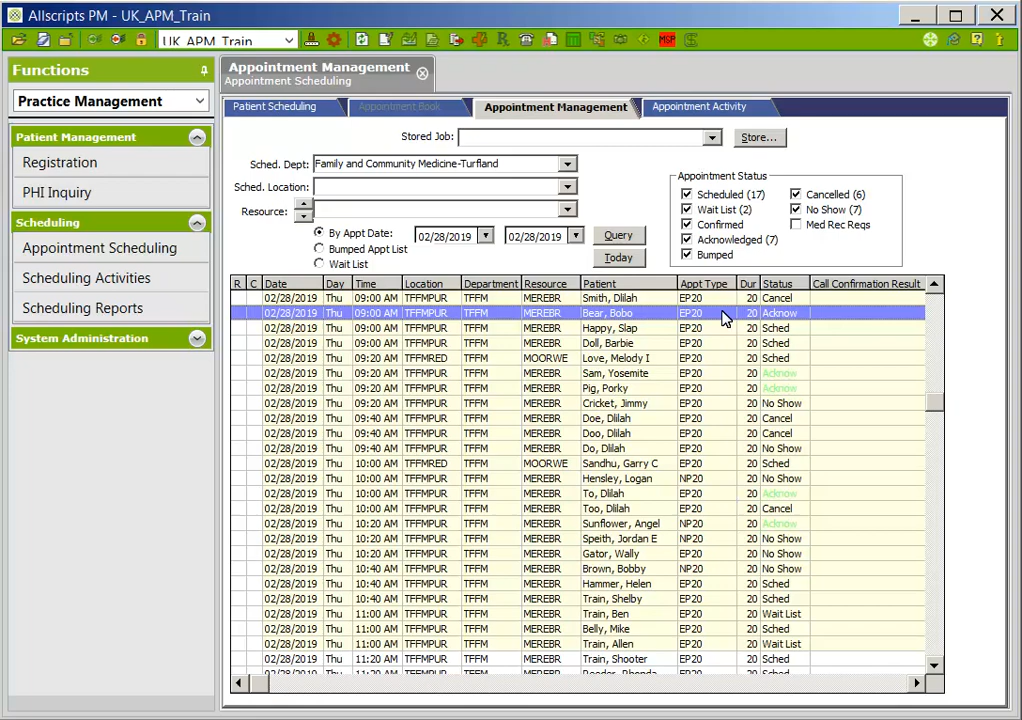 Allscripts PM - UK_APM_Train
UK_APM_Train
MSP
Functions
Practice Management
Patient Management
Registration
PHI Inquiry
Scheduling
Appointment Scheduling
Scheduling Activities
Scheduling Reports
System Administration
Appointment Management
Appointment Scheduling
Patient Scheduling Appointment Book Appointment Management Appointment Activity
Stored Job: Store...
Sched. Dept: Family and Community Medicine-Turfland
Sched. Location:
Resource:
By Appt Date: 02/28/2019 02/28/2019 Query
Bumped Appt List
Wait List Today
Appointment Status
Scheduled (17) Cancelled (6)
Wait List (2) No Show (7)
Confirmed Med Rec Reqs
Acknowledged (7)
Bumped
R C Date Day Time Location Department Resource Patient Appt Type Dur Status Call Confirmation Result
02/28/2019 Thu 09:00 AM TFFMPUR TFFM MEREBR Smith, Dlilah EP20 20 Cancel
02/28/2019 Thu 09:00 AM TFFMPUR TFFM MEREBR Bear, Bobo EP20 20 Acknow
02/28/2019 Thu 09:00 AM TFFMPUR TFFM MEREBR Happy, Slap EP20 20 Sched
02/28/2019 Thu 09:00 AM TFFMPUR TFFM MEREBR Doll, Barbie EP20 20 Sched
02/28/2019 Thu 09:20 AM TFFMRED TFFM MOORWE Love, Melody I EP20 20 Sched
02/28/2019 Thu 09:20 AM TFFMPUR TFFM MEREBR Sam, Yosemite EP20 20 Acknow
02/28/2019 Thu 09:20 AM TFFMPUR TFFM MEREBR Pig, Porky EP20 20 Acknow
02/28/2019 Thu 09:20 AM TFFMPUR TFFM MEREBR Cricket, Jimmy EP20 20 No Show
02/28/2019 Thu 09:40 AM TFFMPUR TFFM MEREBR Doe, Dlilah EP20 20 Cancel
02/28/2019 Thu 09:40 AM TFFMPUR TFFM MEREBR Doo, Dlilah EP20 20 Cancel
02/28/2019 Thu 09:40 AM TFFMPUR TFFM MEREBR Do, Dlilah EP20 20 No Show
02/28/2019 Thu 10:00 AM TFFMRED TFFM MOORWE Sandhu, Garry C EP20 20 Sched
02/28/2019 Thu 10:00 AM TFFMPUR TFFM MEREBR Hensley, Logan NP20 20 No Show
02/28/2019 Thu 10:00 AM TFFMPUR TFFM MEREBR To, Dlilah EP20 20 Acknow
02/28/2019 Thu 10:00 AM TFFMPUR TFFM MEREBR Too, Dlilah EP20 20 Cancel
02/28/2019 Thu 10:20 AM TFFMPUR TFFM MEREBR Sunflower, Angel NP20 20 Acknow
02/28/2019 Thu 10:20 AM TFFMPUR TFFM MEREBR Speith, Jordan E NP20 20 No Show
02/28/2019 Thu 10:20 AM TFFMPUR TFFM MEREBR Gator, Wally EP20 20 No Show
02/28/2019 Thu 10:40 AM TFFMPUR TFFM MEREBR Brown, Bobby NP20 20 No Show
02/28/2019 Thu 10:40 AM TFFMPUR TFFM MEREBR Hammer, Helen EP20 20 Sched
02/28/2019 Thu 10:40 AM TFFMPUR TFFM MEREBR Train, Shelby EP20 20 Sched
02/28/2019 Thu 11:00 AM TFFMPUR TFFM MEREBR Train, Ben EP20 20 Wait List
02/28/2019 Thu 11:00 AM TFFMPUR TFFM MEREBR Belly, Mike EP20 20 Sched
02/28/2019 Thu 11:00 AM TFFMPUR TFFM MEREBR Train, Allen EP20 20 Wait List
02/28/2019 Thu 11:20 AM TFFMPUR TFFM MEREBR Train, Shooter EP20 20 Sched
02/28/2019 Thu 11:20 AM TFFMPUR TFFM MEREBR EP20 20 Sched